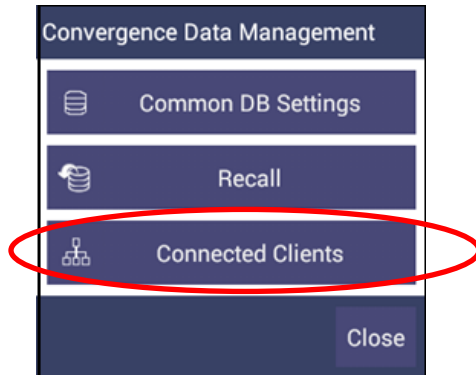 Convergence Data Management
Common DB Settings
Recall
Connected Clients
Close